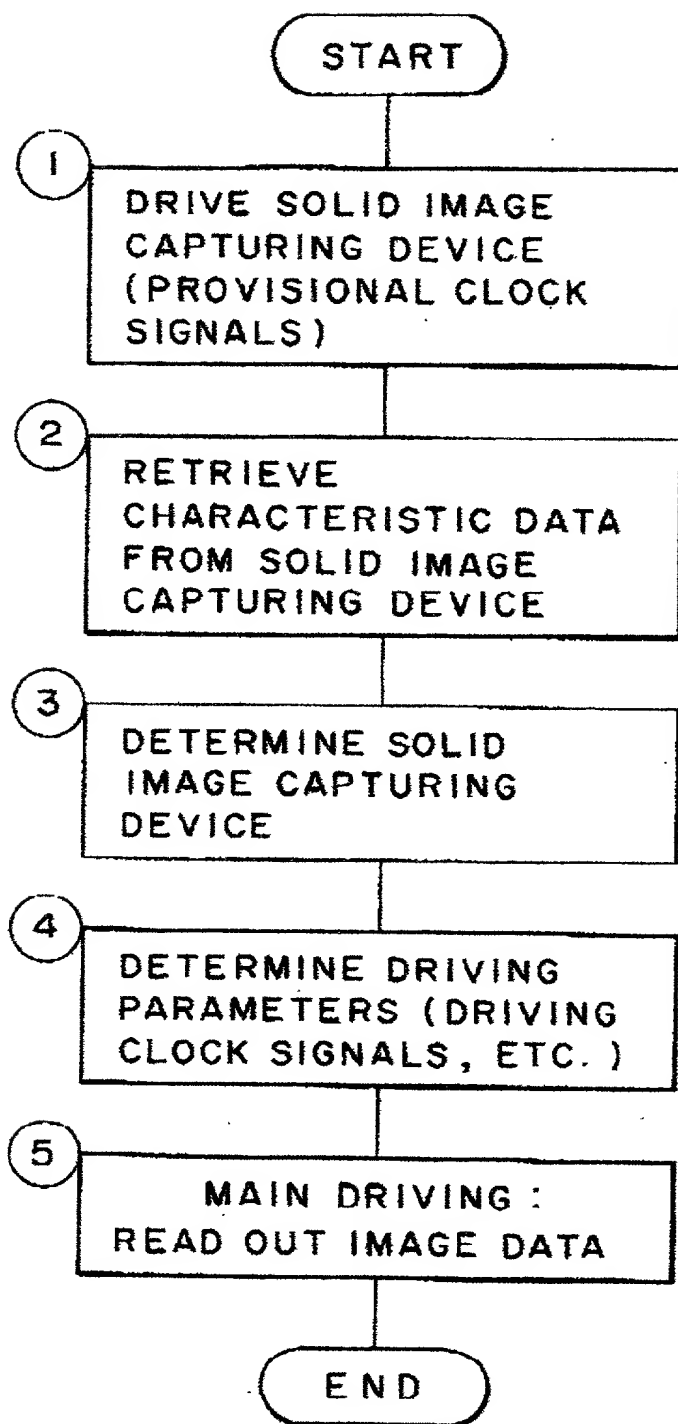 START
1
DRIVE SOLID IMAGE
CAPTURING DEVICE
(PROVISIONAL CLOCK
SIGNALS)
2
RETRIEVE
CHARACTERISTIC DATA
FROM SOLID IMAGE
CAPTURING DEVICE
3
DETERMINE SOLID
IMAGE CAPTURING
DEVICE
4
DETERMINE DRIVING
PARAMETERS (DRIVING
CLOCK SIGNALS, ETC.)
5
MAIN DRIVING:
READ OUT IMAGE DATA
END